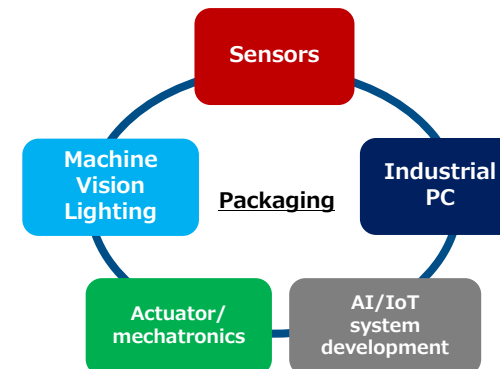 Sensors
Machine
Vision
Lighting
Industrial
PC
Packaging
Actuator/
mechatronics
AI/IoT
system
development